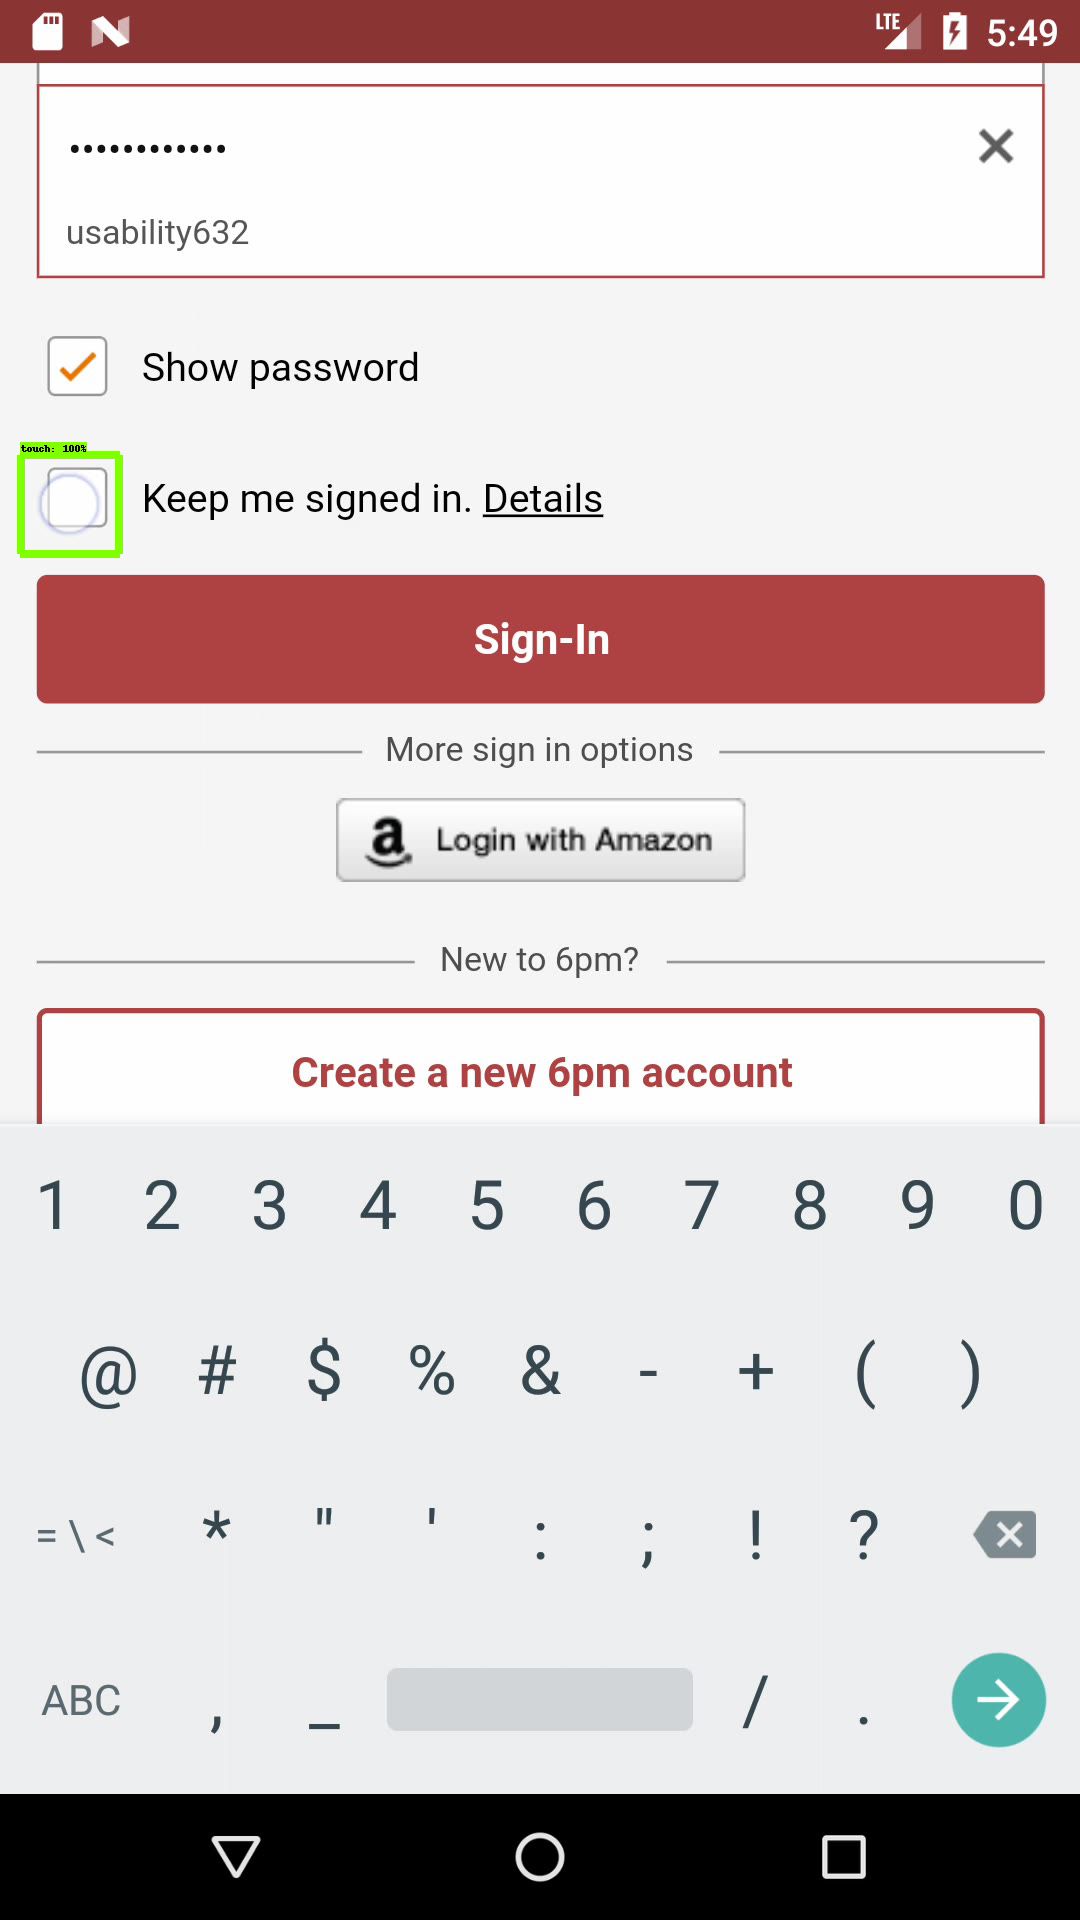 LTE 5:49
••••••••••••
usability632
Show password
touch: 100%
Keep me signed in. Details
Sign-In
More sign in options
a Login with Amazon
New to 6pm?
Create a new 6pm account
1 2 3 4 5 6 7 8 9 0
@ # $ % & - + ( )
= \ < * " ' : ; ! ?
ABC , _ / .